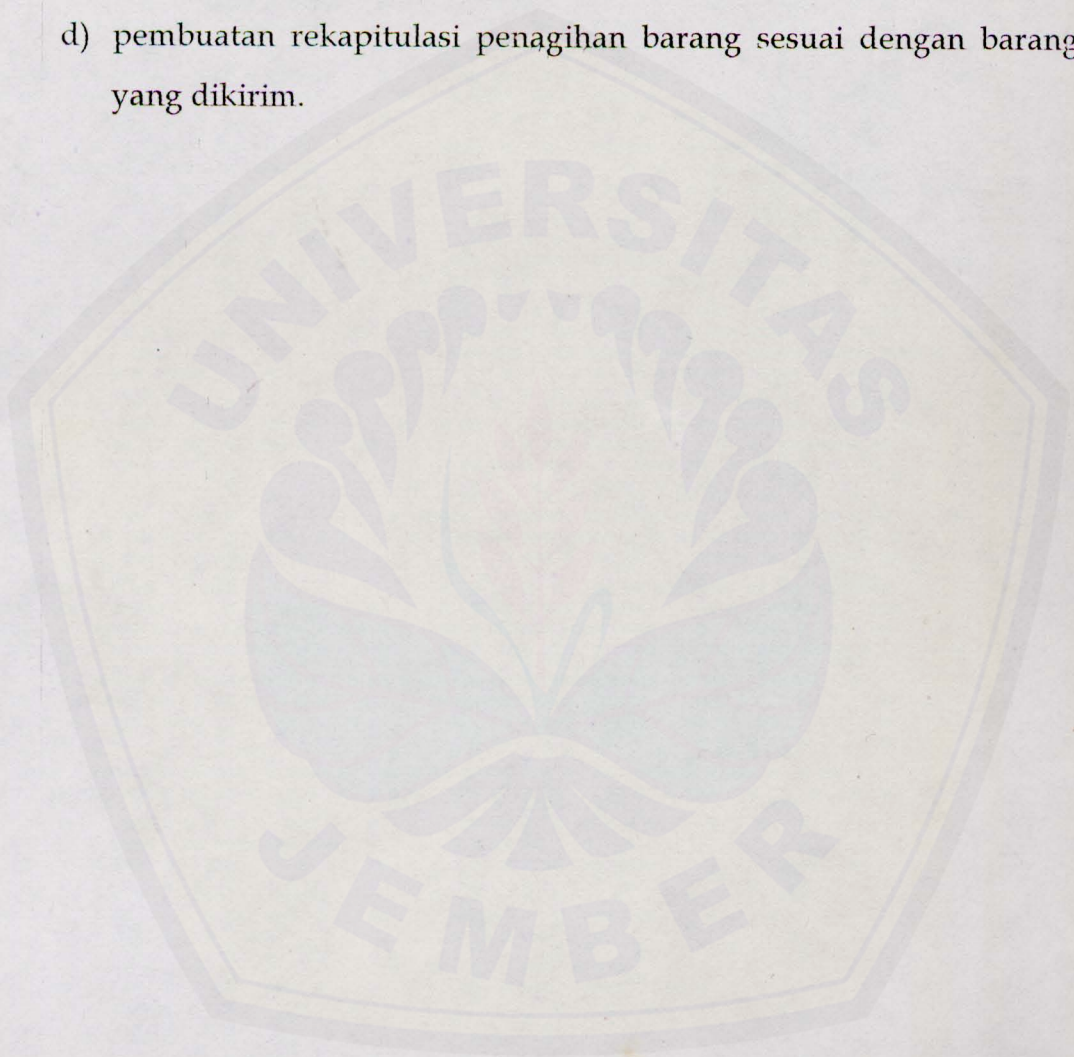 d) pembuatan rekapitulasi penagihan barang sesuai dengan barang
yang dikirim.
UNIVERSITAS
JEMBER